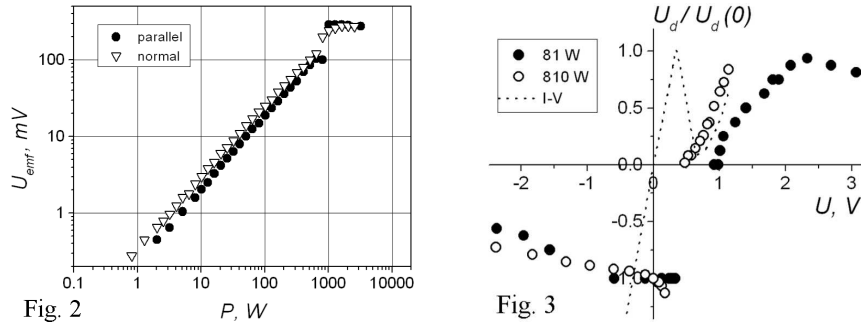 parallel
normal
U_emf, mV
100
10
1
0.1
1
10
100
1000
10000
P, W
Fig. 2
U_d/U_d(0)
81 W
810 W
I-V
1.0
0.5
0.0
-2
-1
0
1
2
3
U, V
-0.5
-1
Fig. 3